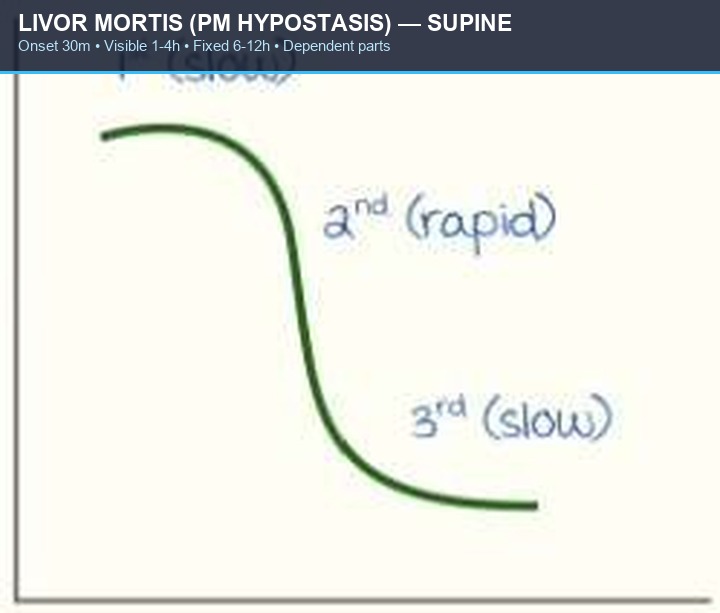 LIVOR MORTIS (PM HYPOSTASIS) — SUPINE
Onset 30m • Visible 1-4h • Fixed 6-12h • Dependent parts
(slow)
2nd (rapid)
3rd (slow)